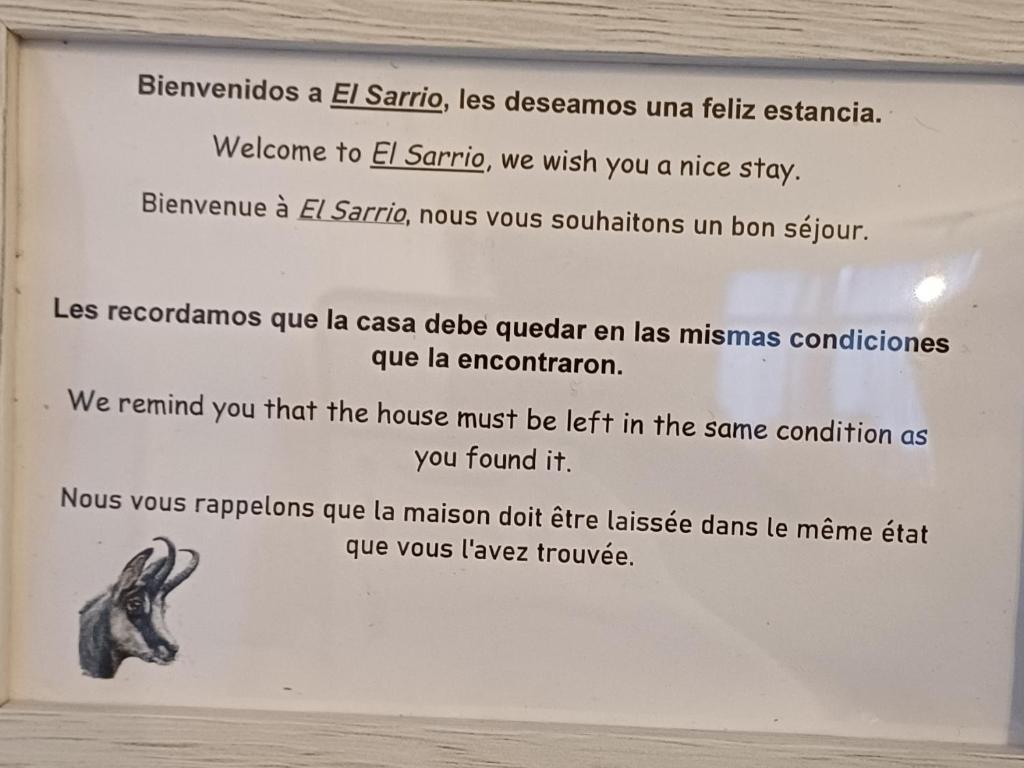 Bienvenidos a El Sarrio, les deseamos una feliz estancia.
Welcome to El Sarrio, we wish you a nice stay.
Bienvenue à El Sarrio, nous vous souhaitons un bon séjour.
Les recordamos que la casa debe quedar en las mismas condiciones
que la encontraron.
We remind you that the house must be left in the same condition as
you found it.
Nous vous rappelons que la maison doit être laissée dans le même état
que vous l'avez trouvée.